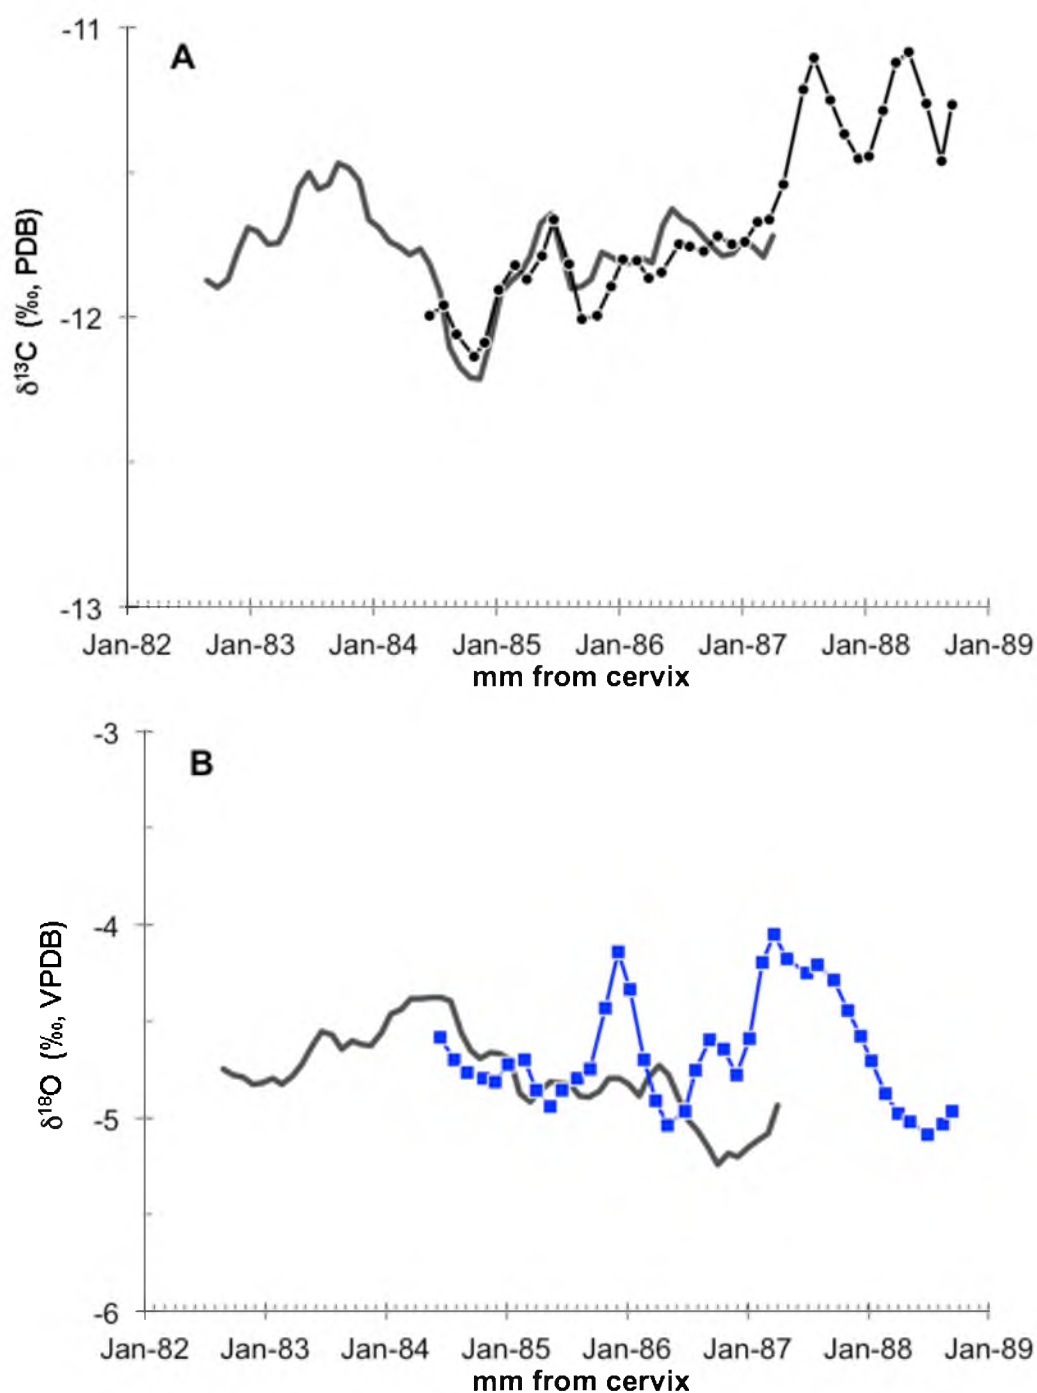 -11
A
-12
δ¹³C (‰, PDB)
-13
Jan-82 Jan-83 Jan-84 Jan-85 Jan-86 Jan-87 Jan-88 Jan-89
mm from cervix
-3
B
-4
δ¹⁸O (‰, VPDB)
-5
-6
Jan-82 Jan-83 Jan-84 Jan-85 Jan-86 Jan-87 Jan-88 Jan-89
mm from cervix